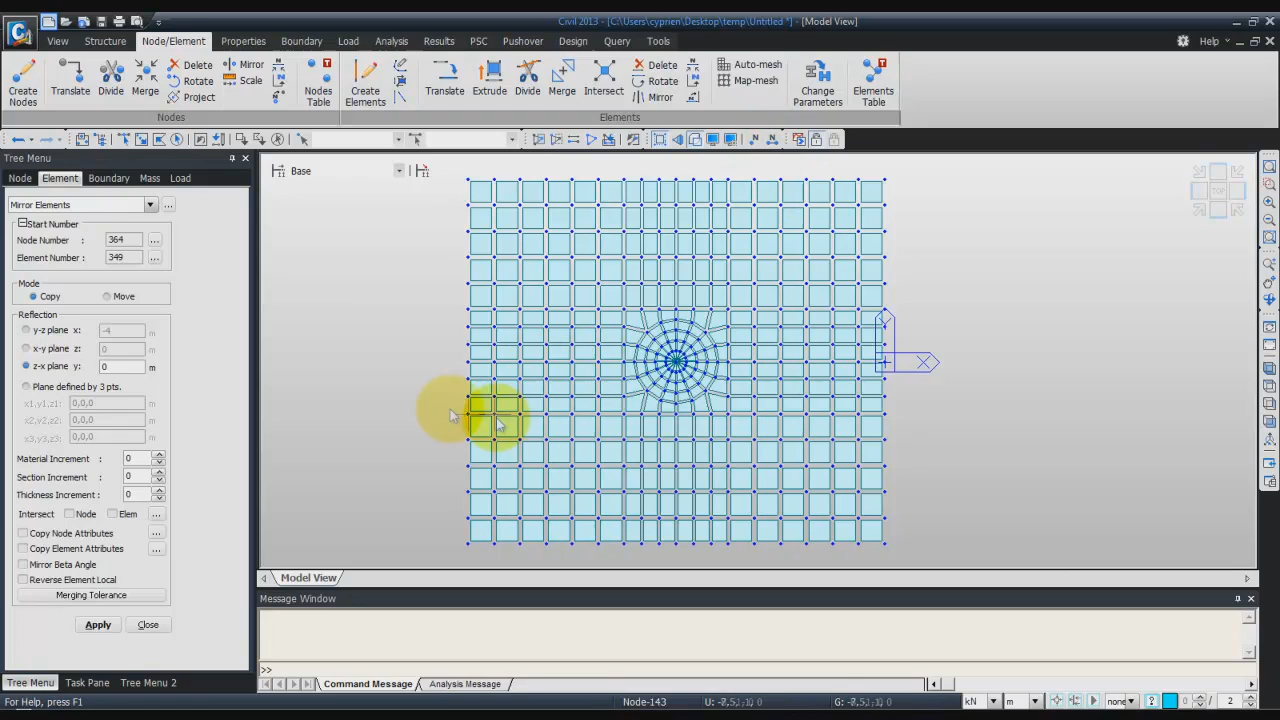 Civil 2013 - [C:\Users\cyprien\Desktop\temp\Untitled *] - [Model View]
View Structure Node/Element Properties Boundary Load Analysis Results PSC Pushover Design Query Tools Help
Create Nodes Translate Divide Merge Delete Rotate Project Mirror Scale Nodes Table Create Elements Translate Extrude Divide Merge Intersect Delete Rotate Mirror Auto-mesh Map-mesh Change Parameters Elements Table
Nodes Elements
Tree Menu
Base
TOP
Node Element Boundary Mass Load
Mirror Elements
Start Number
Node Number : 364
Element Number : 349
Mode
Copy Move
Reflection
y-z plane x: -4 m
x-y plane z: 0 m
z-x plane y: 0 m
Plane defined by 3 pts.
x1,y1,z1: 0,0,0 m
x2,y2,z2: 0,0,0 m
x3,y3,z3: 0,0,0 m
Material Increment : 0
Section Increment : 0
Thickness Increment : 0
Intersect Node Elem
Copy Node Attributes
Copy Element Attributes
Mirror Beta Angle
Reverse Element Local
Merging Tolerance
Apply Close
X
Model View
Message Window
>>
Tree Menu Task Pane Tree Menu 2
Command Message Analysis Message
For Help, press F1 Node-143 kN m none 0 / 2